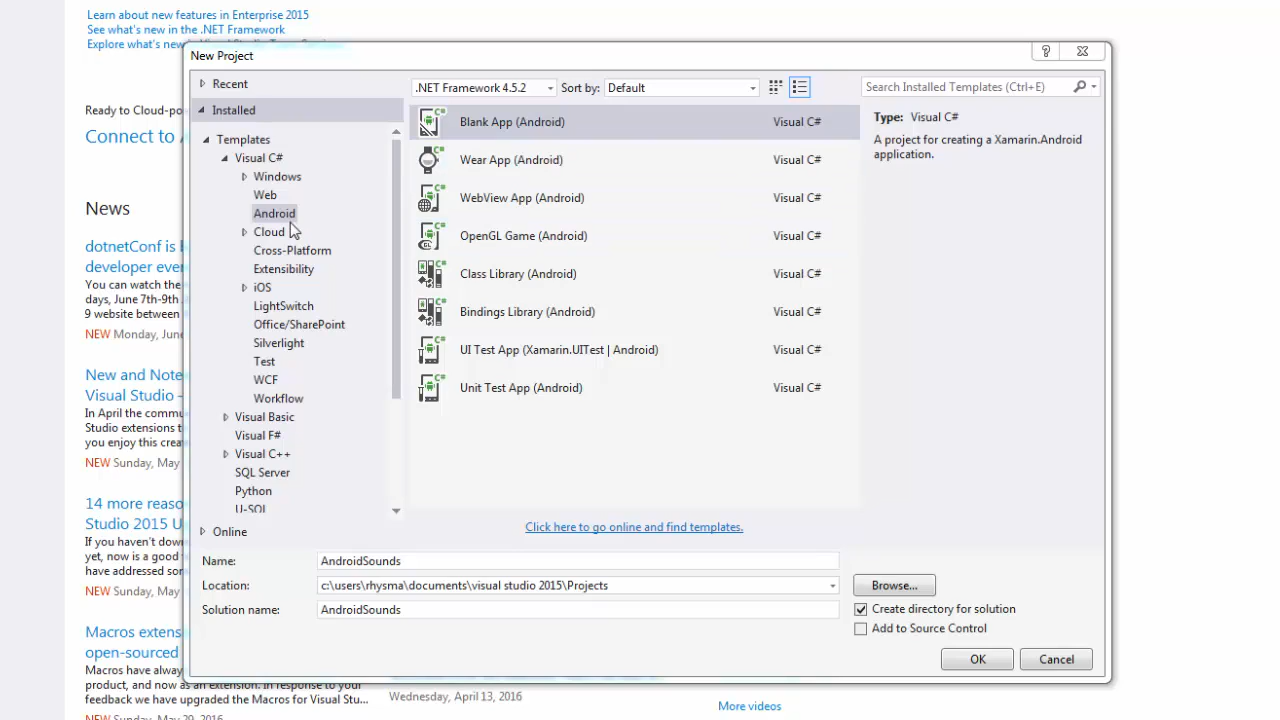 Learn about new features in Enterprise 2015
See what's new in the .NET Framework
Explore what's new
New Project
Recent
.NET Framework 4.5.2
Sort by:
Default
Search Installed Templates (Ctrl+E)
Installed
Templates
Visual C#
Windows
Web
Android
Cloud
Cross-Platform
Extensibility
iOS
LightSwitch
Office/SharePoint
Silverlight
Test
WCF
Workflow
Visual Basic
Visual F#
Visual C++
SQL Server
Python
U-SQL
Online
Blank App (Android) Visual C#
Wear App (Android) Visual C#
WebView App (Android) Visual C#
OpenGL Game (Android) Visual C#
Class Library (Android) Visual C#
Bindings Library (Android) Visual C#
UI Test App (Xamarin.UITest | Android) Visual C#
Unit Test App (Android) Visual C#
Click here to go online and find templates.
Type: Visual C#
A project for creating a Xamarin.Android
application.
Name: AndroidSounds
Location: c:\users\rhysma\documents\visual studio 2015\Projects
Browse...
Solution name: AndroidSounds
Create directory for solution
Add to Source Control
OK
Cancel
Ready to Cloud-po
Connect to
News
dotnetConf is
developer eve
You can watch the
days, June 7th-9th
9 website between
NEW Monday, June
New and Note
Visual Studio -
In April the commu
Studio extensions t
you enjoy this crea
NEW Sunday, May
14 more reaso
Studio 2015 U
If you haven't dow
yet, now is a good
have addressed so
NEW Sunday, May
Macros extens
open-sourced
Macros have always
product, and now as an extension. In response to your
feedback we have upgraded the Macros for Visual Stu...
NEW Sunday, May 29, 2016
Wednesday, April 13, 2016
More videos